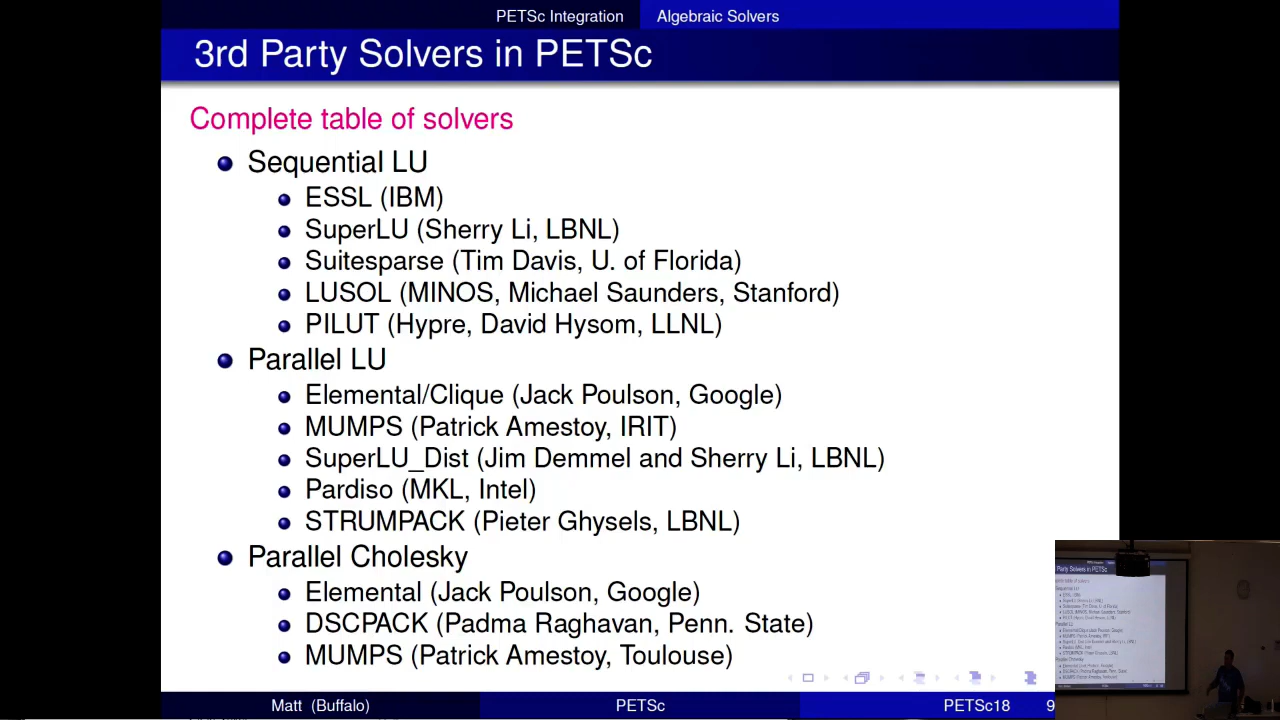 PETSc Integration Algebraic Solvers
3rd Party Solvers in PETSc
Complete table of solvers
Sequential LU
ESSL (IBM)
SuperLU (Sherry Li, LBNL)
Suitesparse (Tim Davis, U. of Florida)
LUSOL (MINOS, Michael Saunders, Stanford)
PILUT (Hypre, David Hysom, LLNL)
Parallel LU
Elemental/Clique (Jack Poulson, Google)
MUMPS (Patrick Amestoy, IRIT)
SuperLU_Dist (Jim Demmel and Sherry Li, LBNL)
Pardiso (MKL, Intel)
STRUMPACK (Pieter Ghysels, LBNL)
Parallel Cholesky
Elemental (Jack Poulson, Google)
DSCPACK (Padma Raghavan, Penn. State)
MUMPS (Patrick Amestoy, Toulouse)
Matt (Buffalo) PETSc PETSc18 9
Party Solvers in PETSc